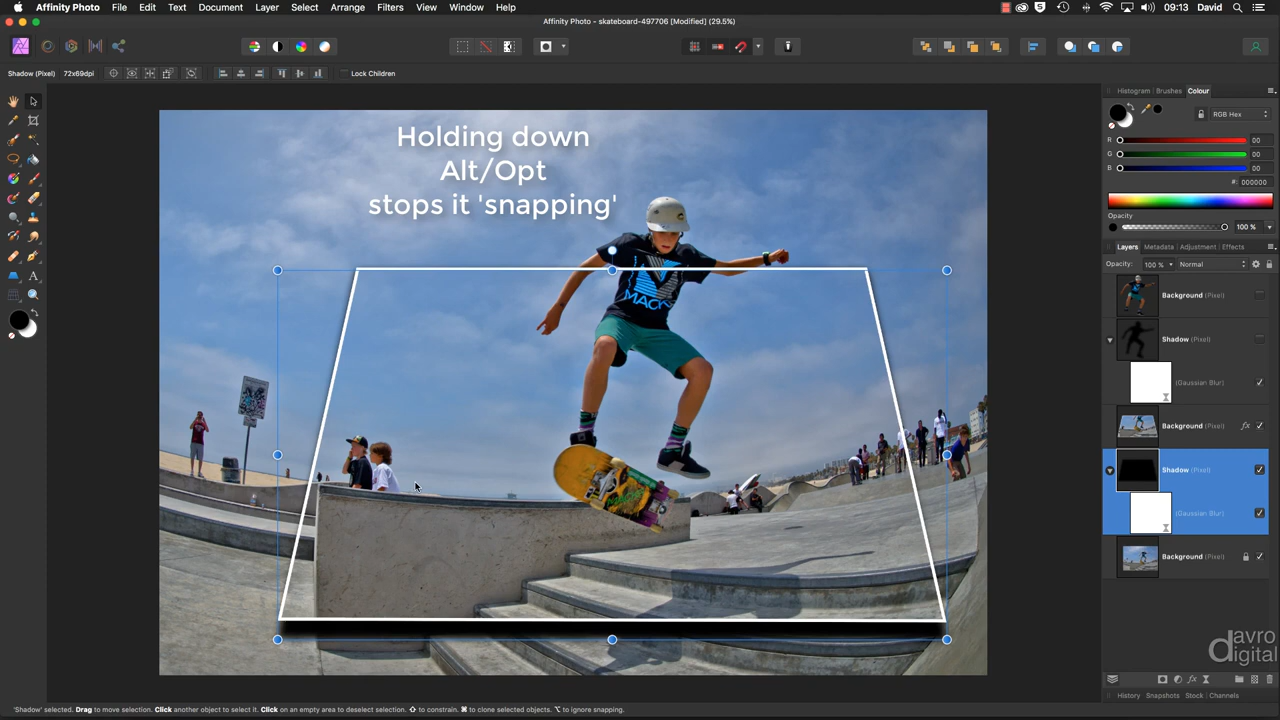 Affinity Photo File Edit Text Document Layer Select Arrange Filters View Window Help
09:13 David
Affinity Photo - skateboard-497706 [Modified] (29.5%)
Shadow (Pixel) 72x69dpi Lock Children
Histogram Brushes Colour
RGB Hex
R 00
G 00
B 00
#: 000000
Opacity
100 %
Layers Metadata Adjustment Effects
Opacity: 100 % Normal
Background (Pixel)
Shadow (Pixel)
(Gaussian Blur)
Background (Pixel) fx
Shadow (Pixel)
(Gaussian Blur)
Background (Pixel)
Holding down
Alt/Opt
stops it 'snapping'
davro
digital
History Snapshots Stock Channels
'Shadow' selected. Drag to move selection. Click another object to select it. Click on an empty area to deselect selection. ⇧ to constrain. ⌘ to clone selected objects. ⌥ to ignore snapping.